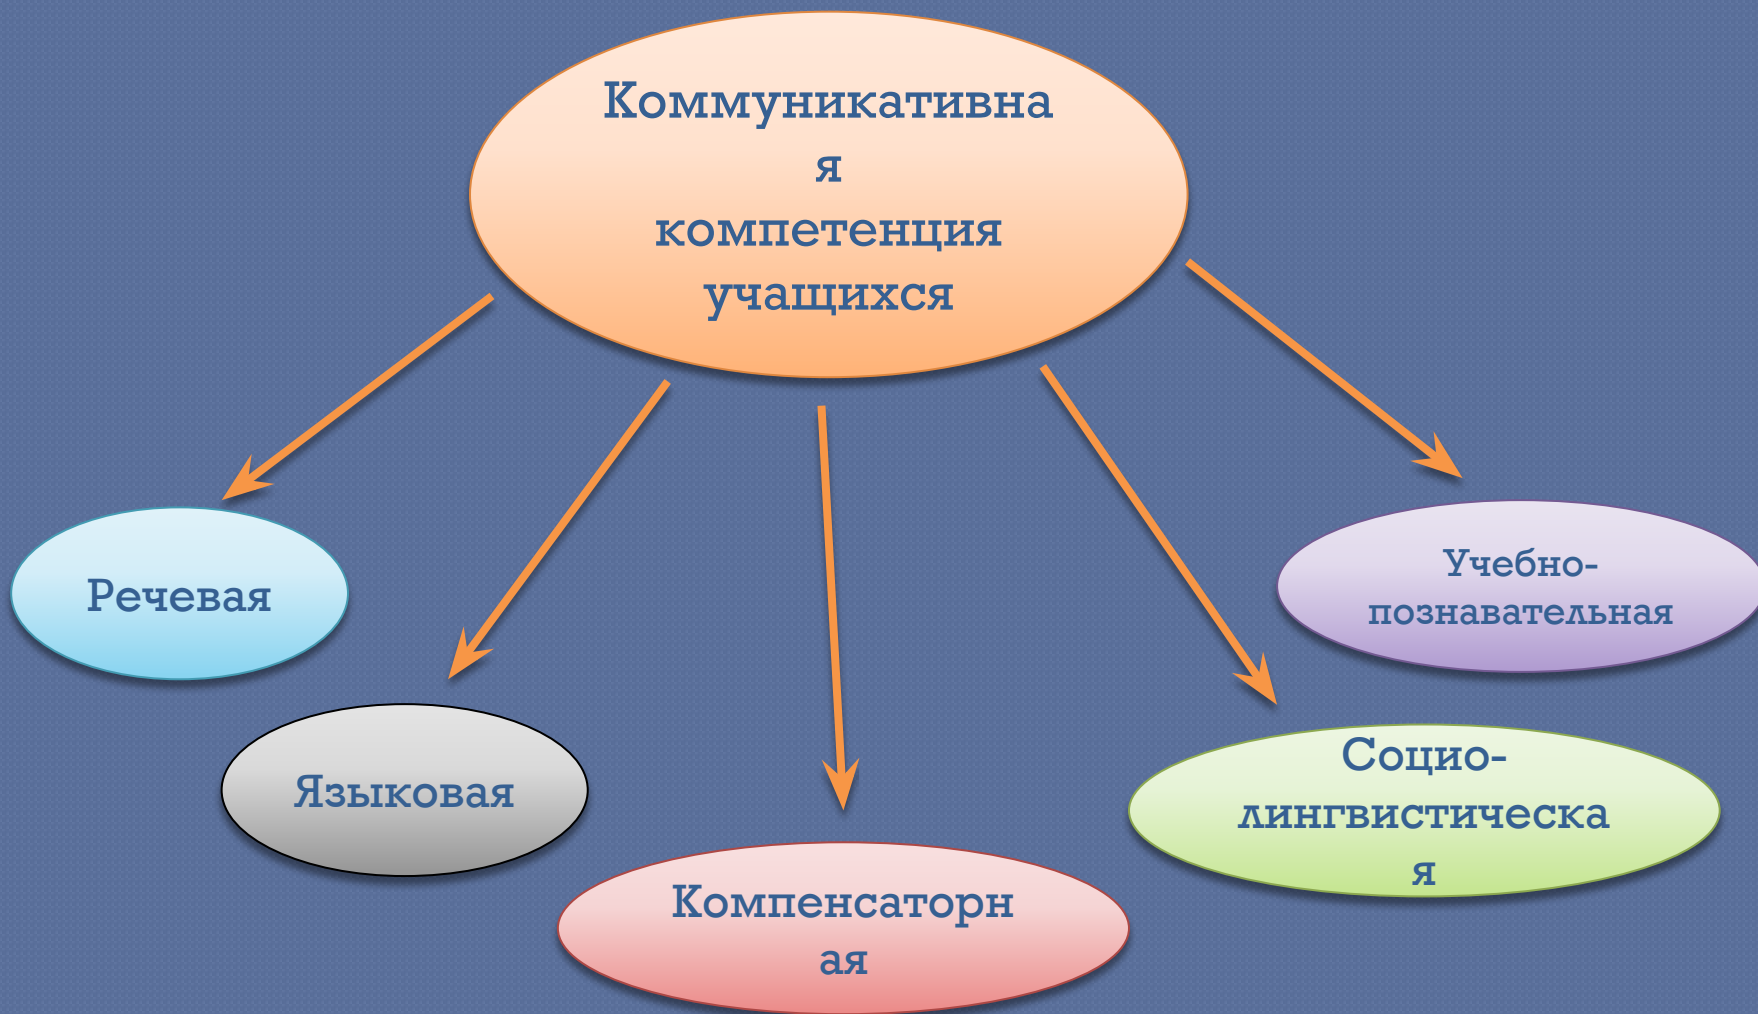 Коммуникативна
я
компетенция
учащихся
Речевая
Языковая
Компенсаторн
ая
Социо-
лингвистическа
я
Учебно-
познавательная